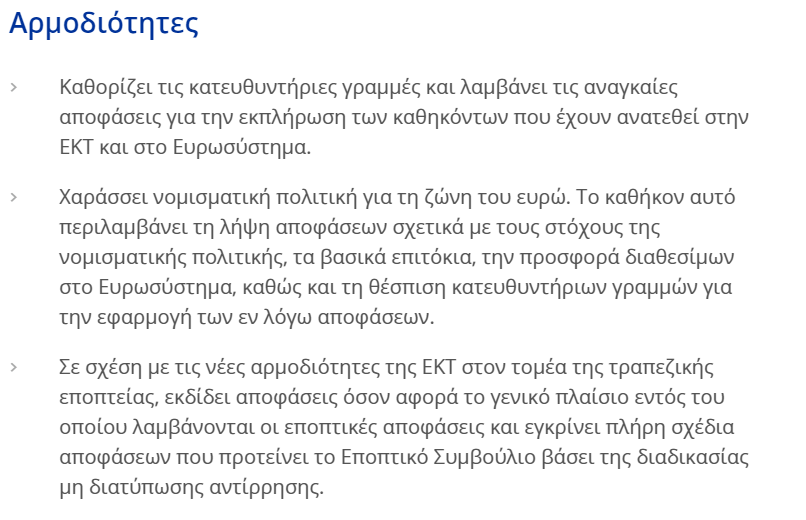 Αρμοδιότητες
› Καθορίζει τις κατευθυντήριες γραμμές και λαμβάνει τις αναγκαίες
αποφάσεις για την εκπλήρωση των καθηκόντων που έχουν ανατεθεί στην
ΕΚΤ και στο Ευρωσύστημα.
› Χαράσσει νομισματική πολιτική για τη ζώνη του ευρώ. Το καθήκον αυτό
περιλαμβάνει τη λήψη αποφάσεων σχετικά με τους στόχους της
νομισματικής πολιτικής, τα βασικά επιτόκια, την προσφορά διαθεσίμων
στο Ευρωσύστημα, καθώς και τη θέσπιση κατευθυντήριων γραμμών για
την εφαρμογή των εν λόγω αποφάσεων.
› Σε σχέση με τις νέες αρμοδιότητες της ΕΚΤ στον τομέα της τραπεζικής
εποπτείας, εκδίδει αποφάσεις όσον αφορά το γενικό πλαίσιο εντός του
οποίου λαμβάνονται οι εποπτικές αποφάσεις και εγκρίνει πλήρη σχέδια
αποφάσεων που προτείνει το Εποπτικό Συμβούλιο βάσει της διαδικασίας
μη διατύπωσης αντίρρησης.